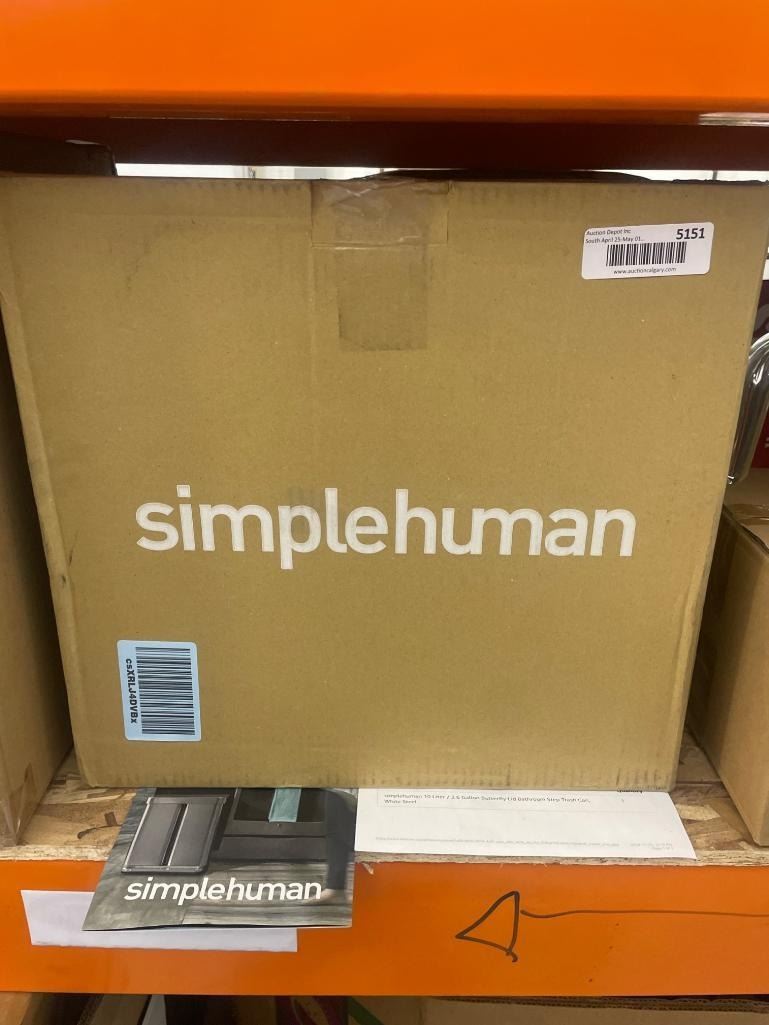 Auction Depot Inc
5151
South April 25-May 01...
www.auctioncalgary.com
simplehuman
csXRLJ4DVBx
simplehuman 10 Liter / 2.6 Gallon Butterfly Lid Bathroom Step Trash Can,
White Steel
simplehuman